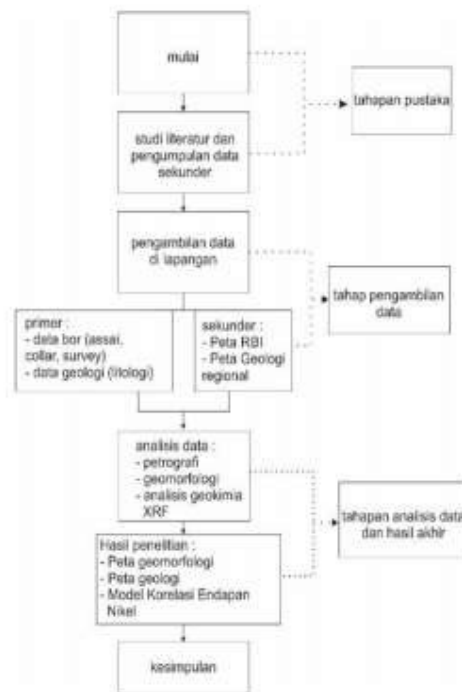 mulai
tahapan pustaka
studi literatur dan
pengumpulan data
sekunder
pengambilan data
di lapangan
tahap pengambilan
data
primer :
- data bor (assai,
collar, survey)
- data geologi (litologi)
sekunder :
- Peta RBI
- Peta Geologi
regional
analisis data :
- petrografi
- geomorfologi
- analisis geokimia
XRF
tahapan analisis data
dan hasil akhir
Hasil penelitian :
- Peta geomorfologi
- Peta geologi
- Model Korelasi Endapan
Nikel
kesimpulan